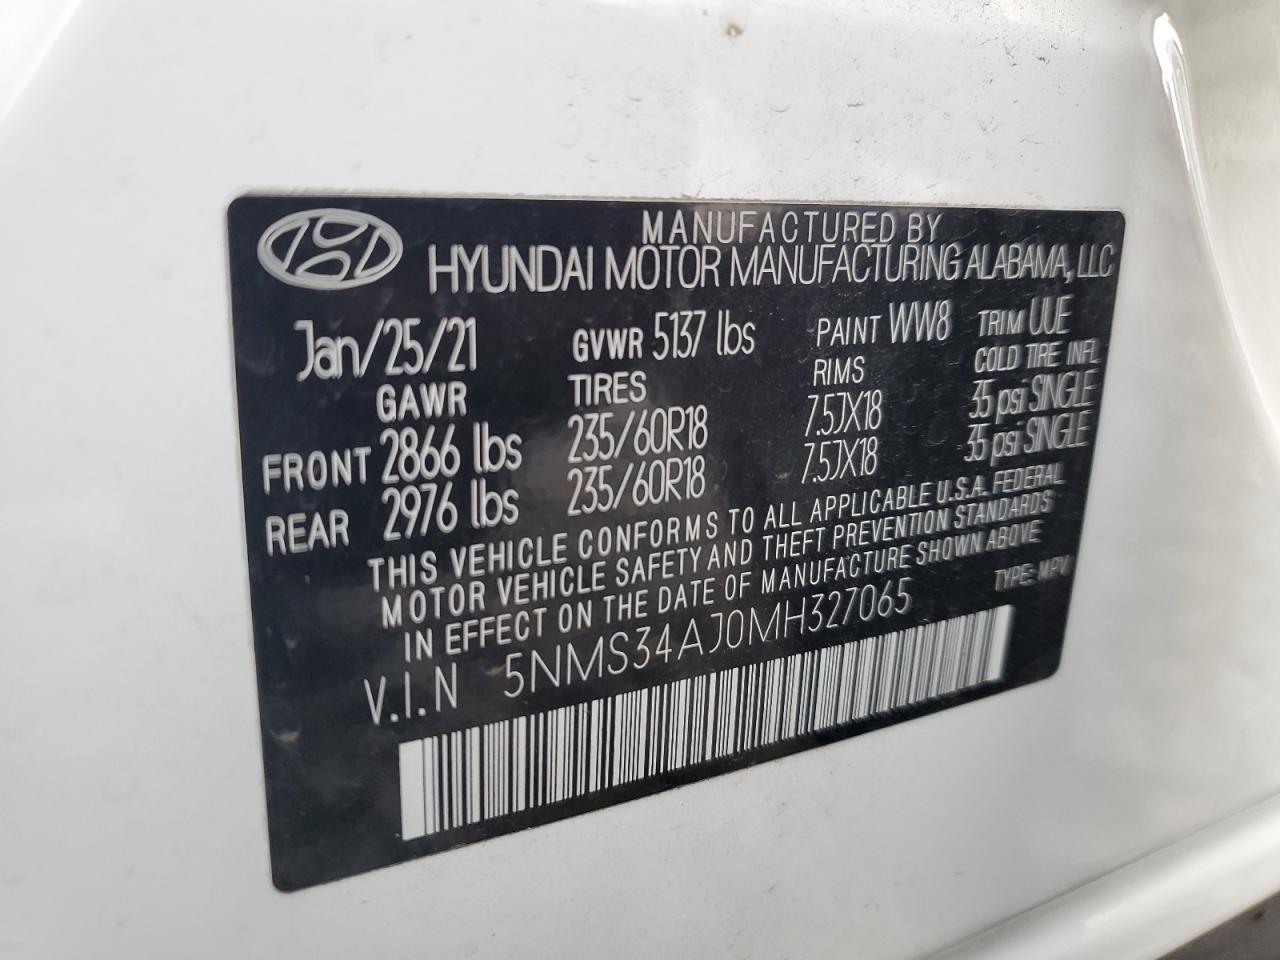 MANUFACTURED BY
HYUNDAI MOTOR MANUFACTURING ALABAMA, LLC
Jan/25/21 GVWR 5137 lbs PAINT WW8 TRIM UUE
GAWR TIRES RIMS COLD TIRE INFL
FRONT 2866 lbs 235/60R18 7.5JX18 35 psi SINGLE
REAR 2976 lbs 235/60R18 7.5JX18 35 psi SINGLE
THIS VEHICLE CONFORMS TO ALL APPLICABLE U.S.A. FEDERAL
MOTOR VEHICLE SAFETY AND THEFT PREVENTION STANDARDS
IN EFFECT ON THE DATE OF MANUFACTURE SHOWN ABOVE
V.I.N 5NMS34AJ0MH327065 TYPE: MPV